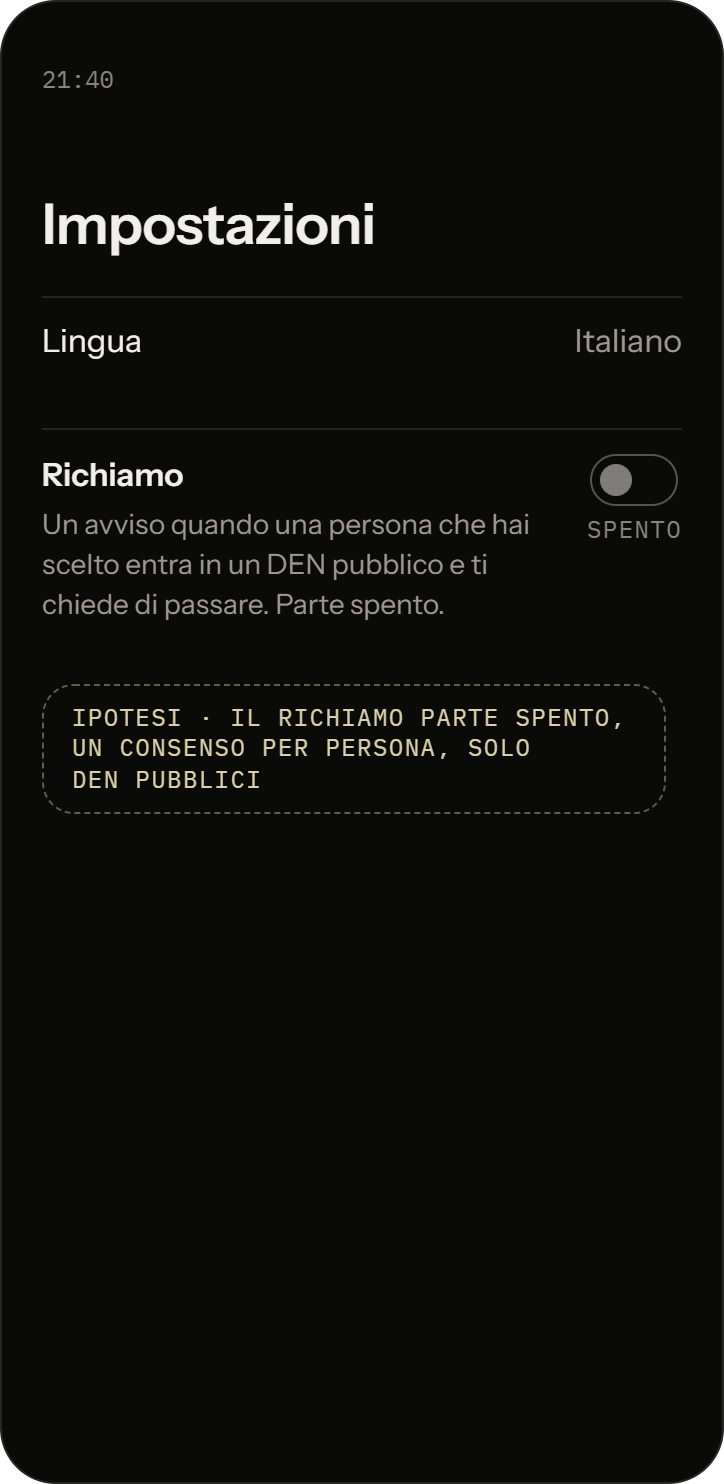 21:40
Impostazioni
Lingua
Italiano
Richiamo
Un avviso quando una persona che hai
scelto entra in un DEN pubblico e ti
chiede di passare. Parte spento.
SPENTO
IPOTESI · IL RICHIAMO PARTE SPENTO,
UN CONSENSO PER PERSONA, SOLO
DEN PUBBLICI